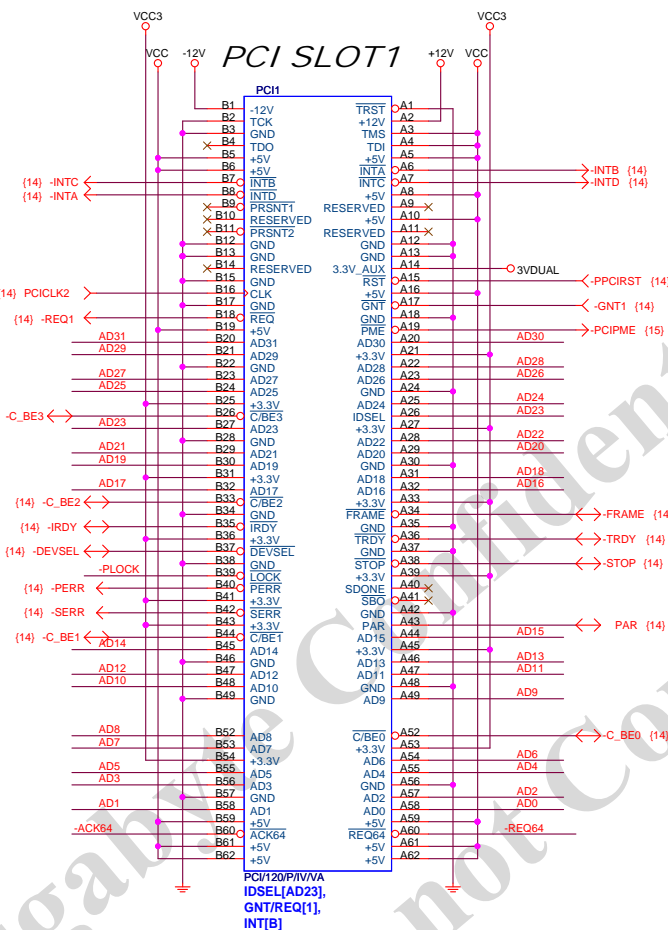 VCC3
VCC3
VCC
-12V
PCI SLOT1
+12V
VCC
PCI1
B1 -12V TRST A1
B2 TCK +12V A2
B3 GND TMS A3
B4 TDO TDI A4
B5 +5V +5V A5
B6 +5V INTA A6 -INTB {14}
{14} -INTC B7 INTB INTC A7 -INTD {14}
{14} -INTA B8 INTD +5V A8
B9 PRSNT1 RESERVED A9
B10 RESERVED +5V A10
B11 PRSNT2 RESERVED A11
B12 GND GND A12
B13 GND GND A13
B14 RESERVED 3.3V_AUX A14 3VDUAL
B15 GND RST A15 -PPCIRST {14}
{14} PCICLK2 B16 CLK +5V A16
B17 GND GNT A17 -GNT1 {14}
{14} -REQ1 B18 REQ GND A18
B19 +5V PME A19 -PCIPME {15}
AD31 B20 AD31 AD30 A20 AD30
AD29 B21 AD29 +3.3V A21
B22 GND AD28 A22 AD28
AD27 B23 AD27 AD26 A23 AD26
AD25 B24 AD25 GND A24
B25 +3.3V AD24 A25 AD24
-C_BE3 B26 C/BE3 IDSEL A26 AD23
AD23 B27 AD23 +3.3V A27
B28 GND AD22 A28 AD22
AD21 B29 AD21 AD20 A29 AD20
AD19 B30 AD19 GND A30
B31 +3.3V AD18 A31 AD18
AD17 B32 AD17 AD16 A32 AD16
{14} -C_BE2 B33 C/BE2 +3.3V A33
B34 GND FRAME A34 -FRAME {14
{14} -IRDY B35 IRDY GND A35
B36 +3.3V TRDY A36 -TRDY {14}
{14} -DEVSEL B37 DEVSEL GND A37
B38 GND STOP A38 -STOP {14}
-PLOCK B39 LOCK +3.3V A39
{14} -PERR B40 PERR SDONE A40
B41 +3.3V SBO A41
{14} -SERR B42 SERR GND A42
B43 +3.3V PAR A43 PAR {14}
{14} -C_BE1 B44 C/BE1 AD15 A44 AD15
AD14 B45 AD14 +3.3V A45
B46 GND AD13 A46 AD13
AD12 B47 AD12 AD11 A47 AD11
AD10 B48 AD10 GND A48
B49 GND AD9 A49 AD9
AD8 B52 AD8 C/BE0 A52 -C_BE0 {14}
AD7 B53 AD7 +3.3V A53
B54 +3.3V AD6 A54 AD6
AD5 B55 AD5 AD4 A55 AD4
AD3 B56 AD3 GND A56
B57 GND AD2 A57 AD2
AD1 B58 AD1 AD0 A58 AD0
B59 +5V +5V A59
-ACK64 B60 ACK64 REQ64 A60 -REQ64
B61 +5V +5V A61
B62 +5V +5V A62
PCI/120/P/IV/VA
IDSEL[AD23],
GNT/REQ[1],
INT[B]
gabyte Confident
not Co